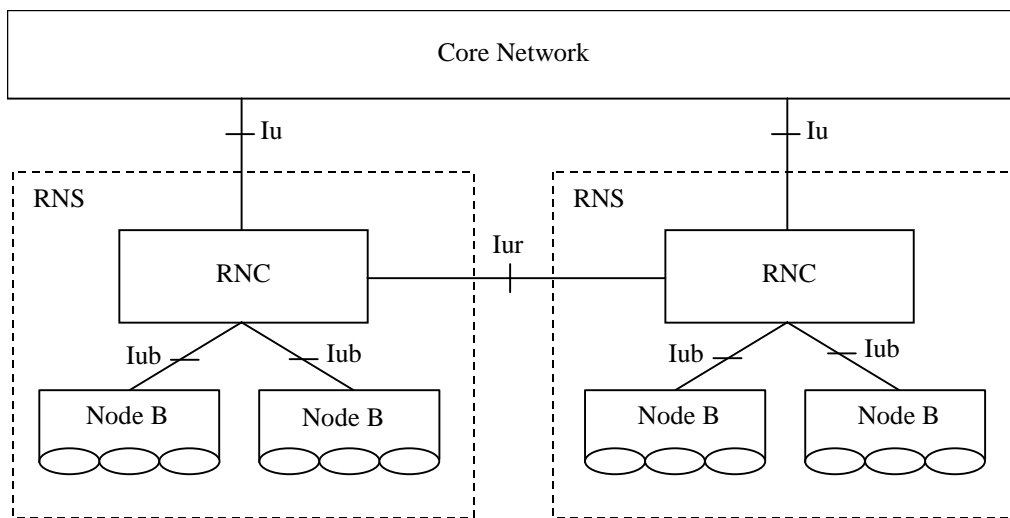 Core Network
Iu
Iu
RNS
RNS
RNC
Iur
RNC
Iub
Iub
Iub
Iub
Node B
Node B
Node B
Node B